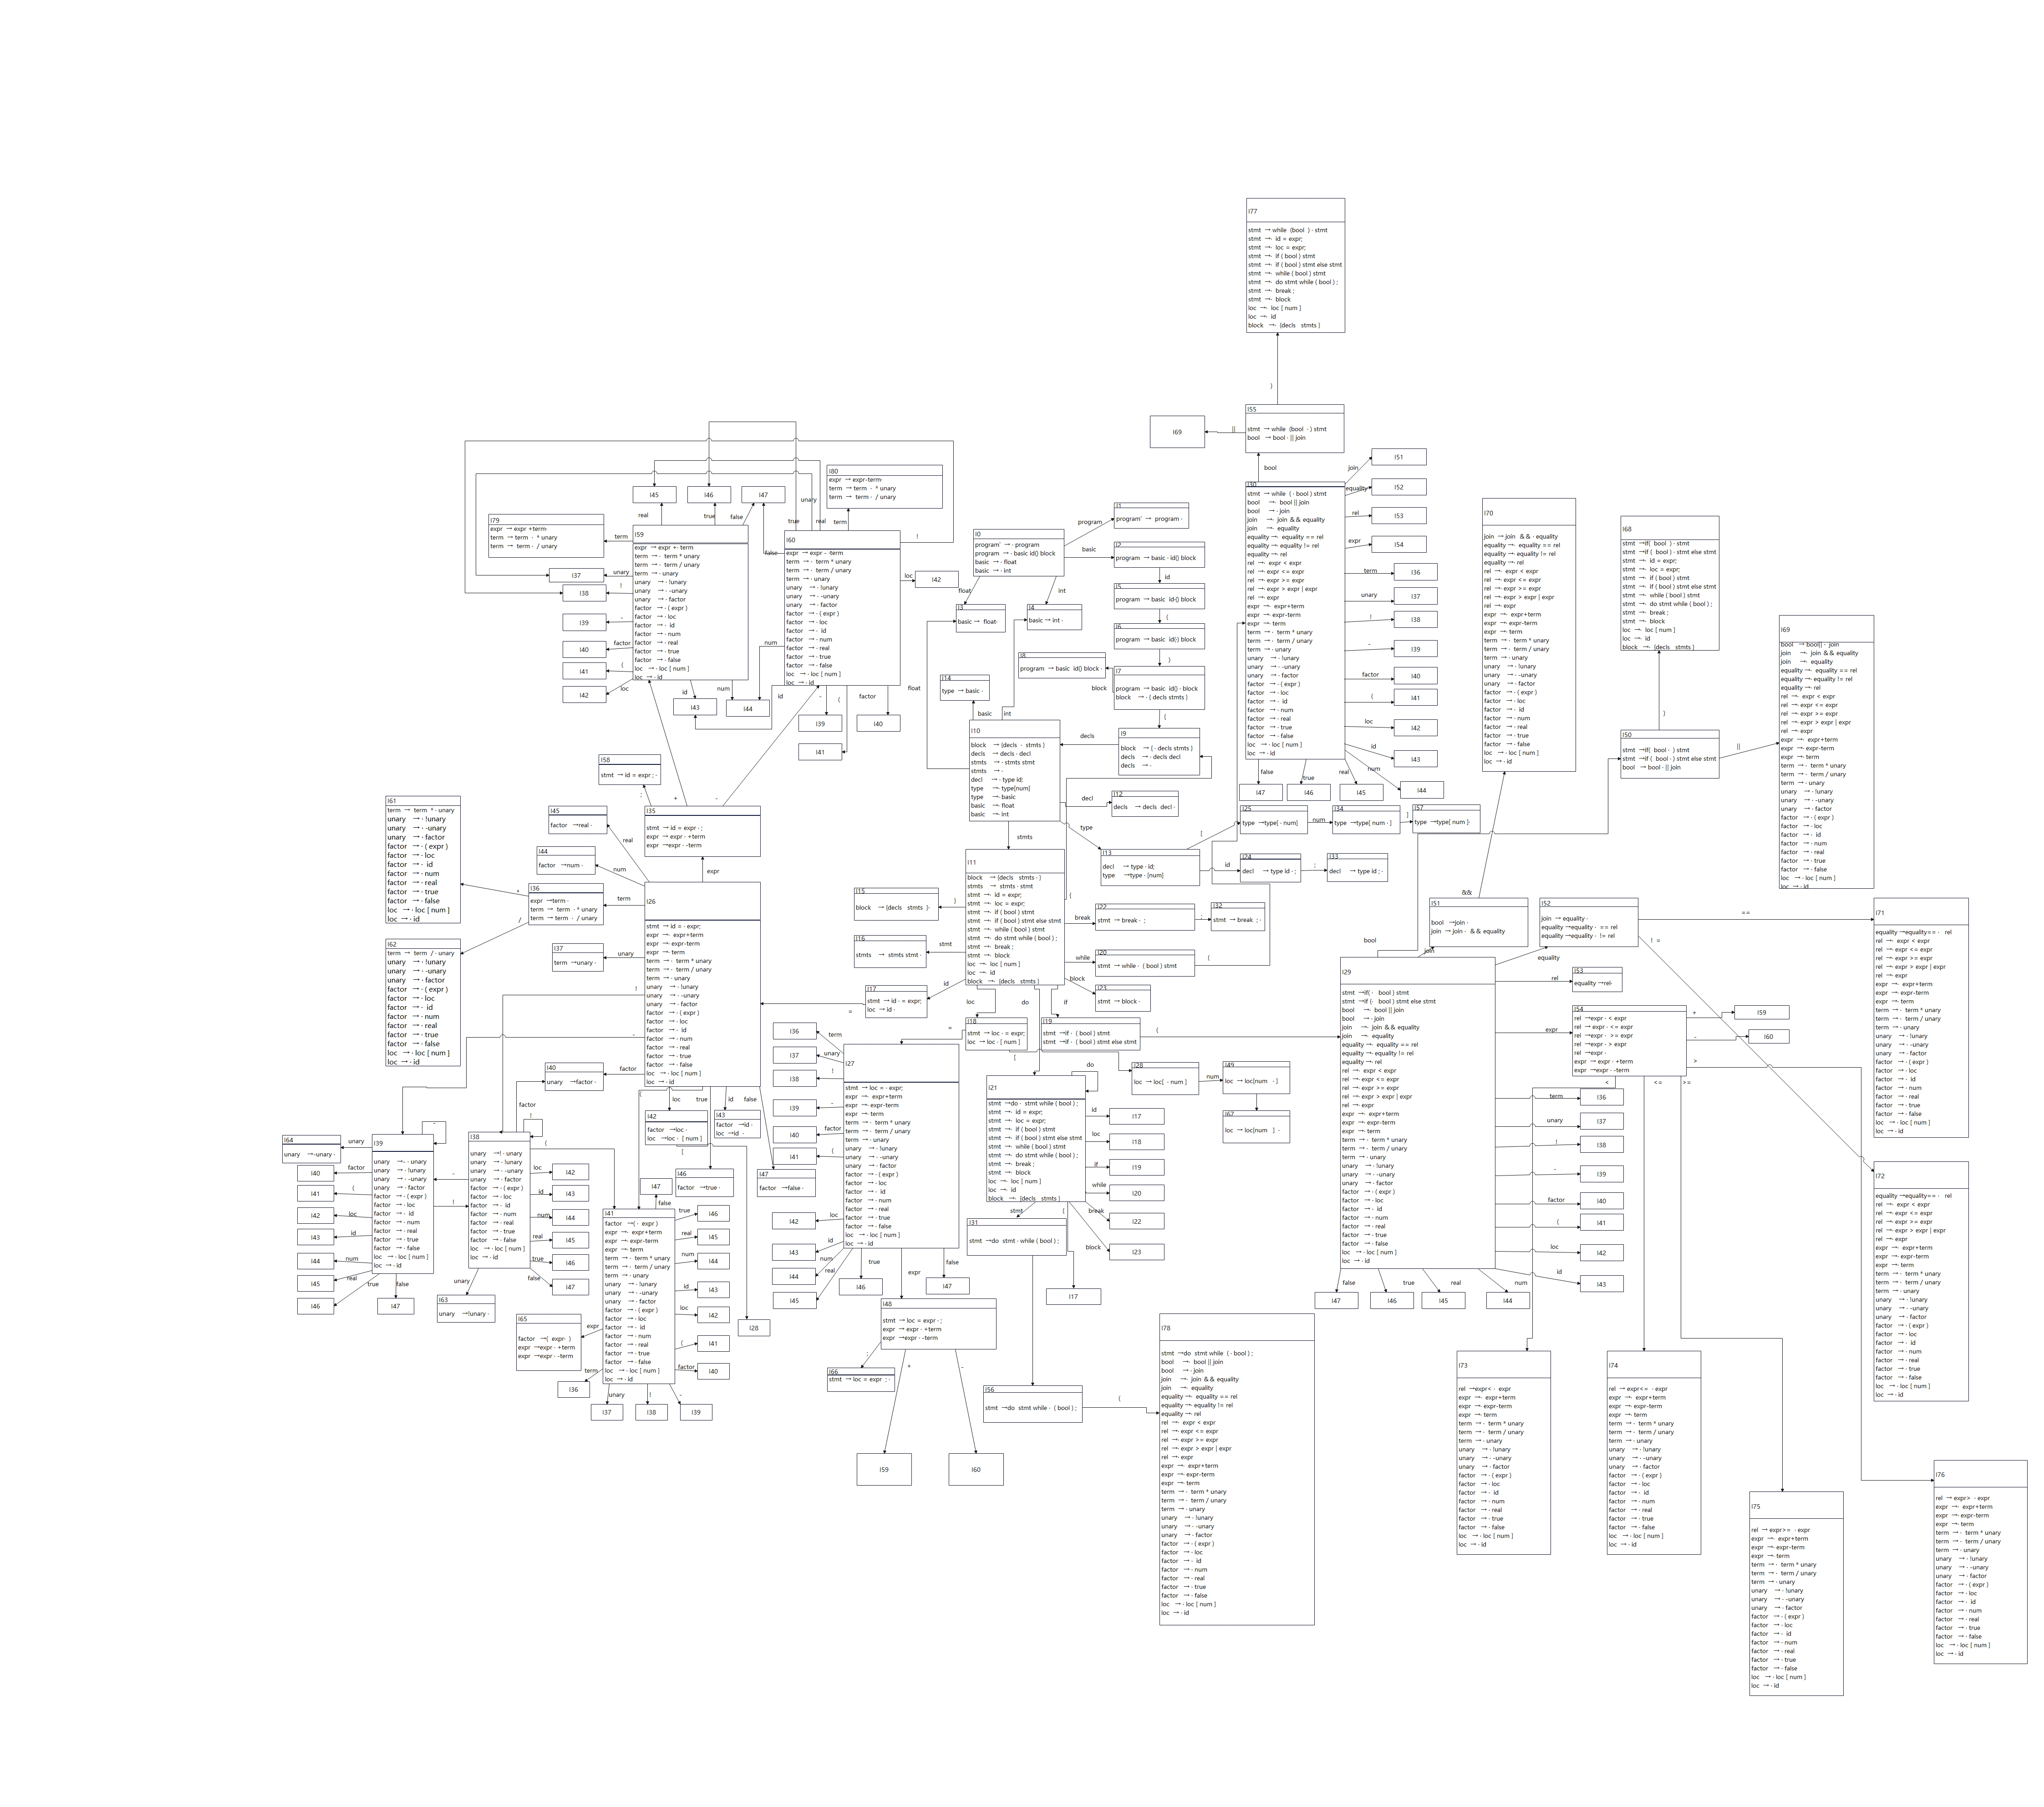 I77
stmt → while (bool ) · stmt
stmt →· id = expr;
stmt →· loc = expr;
stmt →· if ( bool ) stmt
stmt →· if ( bool ) stmt else stmt
stmt →· while ( bool ) stmt
stmt →· do stmt while ( bool ) ;
stmt →· break ;
stmt →· block
loc →· loc [ num ]
loc →· id
block →· {decls stmts }
)
I55
stmt → while (bool · ) stmt
bool → bool · || join
||
I69
bool
I30
stmt → while ( · bool ) stmt
bool →· bool || join
bool →· join
join →· join && equality
join →· equality
equality →· equality == rel
equality →· equality != rel
equality →· rel
rel →· expr < expr
rel →· expr <= expr
rel →· expr >= expr
rel →· expr > expr | expr
rel →· expr
expr →· expr+term
expr →· expr-term
expr →· term
term →· term * unary
term →· term / unary
term →· unary
unary →· !unary
unary →· -unary
unary →· factor
factor →· ( expr )
factor →· loc
factor →· id
factor →· num
factor →· real
factor →· true
factor →· false
loc →· loc [ num ]
loc →· id
join
I51
equality
I52
rel
I53
expr
I54
term
I36
unary
I37
!
I38
-
I39
factor
I40
(
I41
loc
I42
id
I43
num
I44
real
I45
true
I46
false
I47
I70
join → join && · equality
equality →· equality == rel
equality →· equality != rel
equality →· rel
rel →· expr < expr
rel →· expr <= expr
rel →· expr >= expr
rel →· expr > expr | expr
rel →· expr
expr →· expr+term
expr →· expr-term
expr →· term
term →· term * unary
term →· term / unary
term →· unary
unary →· !unary
unary →· -unary
unary →· factor
factor →· ( expr )
factor →· loc
factor →· id
factor →· num
factor →· real
factor →· true
factor →· false
loc →· loc [ num ]
loc →· id
&&
I68
stmt →if( bool ) · stmt
stmt →if ( bool ) · stmt else stmt
stmt →· id = expr;
stmt →· loc = expr;
stmt →· if ( bool ) stmt
stmt →· if ( bool ) stmt else stmt
stmt →· while ( bool ) stmt
stmt →· do stmt while ( bool ) ;
stmt →· break ;
stmt →· block
loc →· loc [ num ]
loc →· id
block →· {decls stmts }
)
I50
stmt →if( bool · ) stmt
stmt →if( bool · ) stmt else stmt
bool → bool · || join
||
I69
bool → bool|| · join
join →· join && equality
join →· equality
equality →· equality == rel
equality →· equality != rel
equality →· rel
rel →· expr < expr
rel →· expr <= expr
rel →· expr >= expr
rel →· expr > expr | expr
rel →· expr
expr →· expr+term
expr →· expr-term
expr →· term
term →· term * unary
term →· term / unary
term →· unary
unary →· !unary
unary →· -unary
unary →· factor
factor →· ( expr )
factor →· loc
factor →· id
factor →· num
factor →· real
factor →· true
factor →· false
loc →· loc [ num ]
loc →· id
I45
I46
I47
real
true
false
unary
true
real
term
!
I80
expr → expr-term·
term → term · * unary
term → term · / unary
I79
expr → expr +term·
term → term · * unary
term → term · / unary
term
I59
expr → expr +· term
term →· term * unary
term →· term / unary
term →· unary
unary →· !unary
unary →· -unary
unary →· factor
factor →· ( expr )
factor →· loc
factor →· id
factor →· num
factor →· real
factor →· true
factor →· false
loc →· loc [ num ]
loc →· id
unary
I37
!
I38
-
I39
factor
I40
(
I41
loc
I42
id
I43
num
I44
false
I60
expr → expr – · term
term →· term * unary
term →· term / unary
term →· unary
unary →· !unary
unary →· -unary
unary →· factor
factor →· ( expr )
factor →· loc
factor →· id
factor →· num
factor →· real
factor →· true
factor →· false
loc →· loc [ num ]
loc →· id
loc
I42
num
id
-
I39
(
I41
factor
I40
I0
program' → · program
program → · basic id() block
basic → · float
basic → · int
program
I1
program' → program ·
basic
I2
program → basic · id() block
id
I5
program → basic id·() block
(
I6
program → basic id(·) block
)
I7
program → basic id() · block
block → · { decls stmts }
block
I8
program → basic id() block ·
float
I3
basic → float·
int
I4
basic → int ·
{
I9
block → { · decls stmts }
decls → · decls decl
decls → ·
decls
I14
type → basic ·
basic
int
float
I10
block → {decls · stmts }
decls → decls · decl
stmts → · stmts stmt
stmts → ·
decl → · type id;
type → · type[num]
type → · basic
basic → · float
basic → · int
decl
I12
decls → decls decl ·
type
I13
decl → type · id;
type →type · [num]
[
I25
type →type[ · num]
num
I34
type →type[ num · ]
]
I57
type →type[ num ]·
id
I24
decl → type id · ;
;
I33
decl → type id ; ·
stmts
I11
block → {decls stmts · }
stmts → stmts · stmt
stmt →· id = expr;
stmt →· loc = expr;
stmt →· if ( bool ) stmt
stmt →· if ( bool ) stmt else stmt
stmt →· while ( bool ) stmt
stmt →· do stmt while ( bool ) ;
stmt →· break ;
stmt →· block
loc →· loc [ num ]
loc →· id
block →· {decls stmts }
{
}
I15
block → {decls stmts }·
stmt
I16
stmts → stmts stmt ·
id
I17
stmt → id · = expr;
loc → id ·
=
break
I22
stmt → break · ;
;
I32
stmt → break ; ·
while
I20
stmt → while · ( bool ) stmt
(
block
I23
stmt → block ·
loc
I18
stmt → loc · = expr;
loc → loc · [ num ]
=
[
do
if
I19
stmt →if · ( bool ) stmt
stmt →if · ( bool ) stmt else stmt
(
I28
loc → loc[ · num ]
num
I49
loc → loc[num · ]
I67
loc → loc[num ] ·
I58
stmt → id = expr ; ·
;
+
-
I35
stmt → id = expr · ;
expr → expr · +term
expr →expr · -term
expr
I45
factor →real ·
real
I44
factor →num ·
num
I61
term → term * · unary
unary →· !unary
unary →· -unary
unary →· factor
factor →· ( expr )
factor →· loc
factor →· id
factor →· num
factor →· real
factor →· true
factor →· false
loc →· loc [ num ]
loc →· id
*
I36
expr →term ·
term → term · * unary
term → term · / unary
term
/
I62
term → term / · unary
unary →· !unary
unary →· -unary
unary →· factor
factor →· ( expr )
factor →· loc
factor →· id
factor →· num
factor →· real
factor →· true
factor →· false
loc →· loc [ num ]
loc →· id
I37
term →unary ·
unary
!
-
I26
stmt → id = · expr;
expr →· expr+term
expr →· expr-term
expr →· term
term →· term * unary
term →· term / unary
term →· unary
unary →· !unary
unary →· -unary
unary →· factor
factor →· ( expr )
factor →· loc
factor →· id
factor →· num
factor →· real
factor →· true
factor →· false
loc →· loc [ num ]
loc →· id
I40
unary →factor ·
factor
factor
(
loc
true
id
false
I42
factor →loc ·
loc →loc · [ num ]
[
I43
factor →id ·
loc →id ·
I46
factor →true ·
I47
factor →false ·
I28
I64
unary →-unary ·
unary
I39
unary →- · unary
unary →· !unary
unary →· -unary
unary →· factor
factor →· ( expr )
factor →· loc
factor →· id
factor →· num
factor →· real
factor →· true
factor →· false
loc →· loc [ num ]
loc →· id
-
factor
I40
(
I41
loc
I42
id
I43
num
I44
real
I45
true
I46
false
I47
-
!
!
I38
unary →! · unary
unary →· !unary
unary →· -unary
unary →· factor
factor →· ( expr )
factor →· loc
factor →· id
factor →· num
factor →· real
factor →· true
factor →· false
loc →· loc [ num ]
loc →· id
(
loc
I42
id
I43
num
I44
real
I45
true
I46
false
I47
unary
I63
unary →!unary ·
I41
factor →( · expr )
expr →· expr+term
expr →· expr-term
expr →· term
term →· term * unary
term →· term / unary
term →· unary
unary →· !unary
unary →· -unary
unary →· factor
factor →· ( expr )
factor →· loc
factor →· id
factor →· num
factor →· real
factor →· true
factor →· false
loc →· loc [ num ]
loc →· id
I47
false
true
I46
real
I45
num
I44
id
I43
loc
I42
(
I41
factor
I40
-
I39
!
I38
unary
I37
term
I36
expr
I65
factor →( expr· )
expr →expr · +term
expr →expr · -term
I27
stmt → loc = · expr;
expr →· expr+term
expr →· expr-term
expr →· term
term →· term * unary
term →· term / unary
term →· unary
unary →· !unary
unary →· -unary
unary →· factor
factor →· ( expr )
factor →· loc
factor →· id
factor →· num
factor →· real
factor →· true
factor →· false
loc →· loc [ num ]
loc →· id
I36
term
I37
unary
I38
!
I39
-
I40
factor
I41
(
I42
loc
I43
id
I44
num
I45
real
I46
true
I47
false
expr
I48
stmt → loc = expr · ;
expr → expr · +term
expr →expr · -term
;
I66
stmt → loc = expr ; ·
+
I59
-
I60
do
I21
stmt →do · stmt while ( bool ) ;
stmt →· id = expr;
stmt →· loc = expr;
stmt →· if ( bool ) stmt
stmt →· if ( bool ) stmt else stmt
stmt →· while ( bool ) stmt
stmt →· do stmt while ( bool ) ;
stmt →· break ;
stmt →· block
loc →· loc [ num ]
loc →· id
block →· {decls stmts }
id
I17
loc
I18
if
I19
while
I20
break
I22
block
I23
{
I17
stmt
I31
stmt →do stmt · while ( bool ) ;
I56
stmt →do stmt while · ( bool ) ;
(
I78
stmt →do stmt while ( · bool ) ;
bool →· bool || join
bool →· join
join →· join && equality
join →· equality
equality →· equality == rel
equality →· equality != rel
equality →· rel
rel →· expr < expr
rel →· expr <= expr
rel →· expr >= expr
rel →· expr > expr | expr
rel →· expr
expr →· expr+term
expr →· expr-term
expr →· term
term →· term * unary
term →· term / unary
term →· unary
unary →· !unary
unary →· -unary
unary →· factor
factor →· ( expr )
factor →· loc
factor →· id
factor →· num
factor →· real
factor →· true
factor →· false
loc →· loc [ num ]
loc →· id
bool
join
I51
bool →join ·
join → join · && equality
I52
join → equality ·
equality →equality · == rel
equality →equality · != rel
equality
==
! =
I29
stmt →if( · bool ) stmt
stmt →if (· bool ) stmt else stmt
bool →· bool || join
bool →· join
join →· join && equality
join →· equality
equality →· equality == rel
equality →· equality != rel
equality →· rel
rel →· expr < expr
rel →· expr <= expr
rel →· expr >= expr
rel →· expr > expr | expr
rel →· expr
expr →· expr+term
expr →· expr-term
expr →· term
term →· term * unary
term →· term / unary
term →· unary
unary →· !unary
unary →· -unary
unary →· factor
factor →· ( expr )
factor →· loc
factor →· id
factor →· num
factor →· real
factor →· true
factor →· false
loc →· loc [ num ]
loc →· id
rel
I53
equality →rel·
expr
I54
rel →expr · < expr
rel →expr · <= expr
rel →expr · >= expr
rel →expr · > expr
rel →expr ·
expr → expr · +term
expr →expr · -term
+
I59
-
I60
>
<
<=
>=
term
I36
unary
I37
!
I38
-
I39
factor
I40
(
I41
loc
I42
id
I43
false
I47
true
I46
real
I45
num
I44
I71
equality →equality== · rel
rel →· expr < expr
rel →· expr <= expr
rel →· expr >= expr
rel →· expr > expr | expr
rel →· expr
expr →· expr+term
expr →· expr-term
expr →· term
term →· term * unary
term →· term / unary
term →· unary
unary →· !unary
unary →· -unary
unary →· factor
factor →· ( expr )
factor →· loc
factor →· id
factor →· num
factor →· real
factor →· true
factor →· false
loc →· loc [ num ]
loc →· id
I72
equality →equality== · rel
rel →· expr < expr
rel →· expr <= expr
rel →· expr >= expr
rel →· expr > expr | expr
rel →· expr
expr →· expr+term
expr →· expr-term
expr →· term
term →· term * unary
term →· term / unary
term →· unary
unary →· !unary
unary →· -unary
unary →· factor
factor →· ( expr )
factor →· loc
factor →· id
factor →· num
factor →· real
factor →· true
factor →· false
loc →· loc [ num ]
loc →· id
I73
rel →expr< · expr
expr →· expr+term
expr →· expr-term
expr →· term
term →· term * unary
term →· term / unary
term →· unary
unary →· !unary
unary →· -unary
unary →· factor
factor →· ( expr )
factor →· loc
factor →· id
factor →· num
factor →· real
factor →· true
factor →· false
loc →· loc [ num ]
loc →· id
I74
rel →expr<= · expr
expr →· expr+term
expr →· expr-term
expr →· term
term →· term * unary
term →· term / unary
term →· unary
unary →· !unary
unary →· -unary
unary →· factor
factor →· ( expr )
factor →· loc
factor →· id
factor →· num
factor →· real
factor →· true
factor →· false
loc →· loc [ num ]
loc →· id
I75
rel → expr>= · expr
expr →· expr+term
expr →· expr-term
expr →· term
term →· term * unary
term →· term / unary
term →· unary
unary →· !unary
unary →· -unary
unary →· factor
factor →· ( expr )
factor →· loc
factor →· id
factor →· num
factor →· real
factor →· true
factor →· false
loc →· loc [ num ]
loc →· id
I76
rel → expr> · expr
expr →· expr+term
expr →· expr-term
expr →· term
term →· term * unary
term →· term / unary
term →· unary
unary →· !unary
unary →· -unary
unary →· factor
factor →· ( expr )
factor →· loc
factor →· id
factor →· num
factor →· real
factor →· true
factor →· false
loc →· loc [ num ]
loc →· id